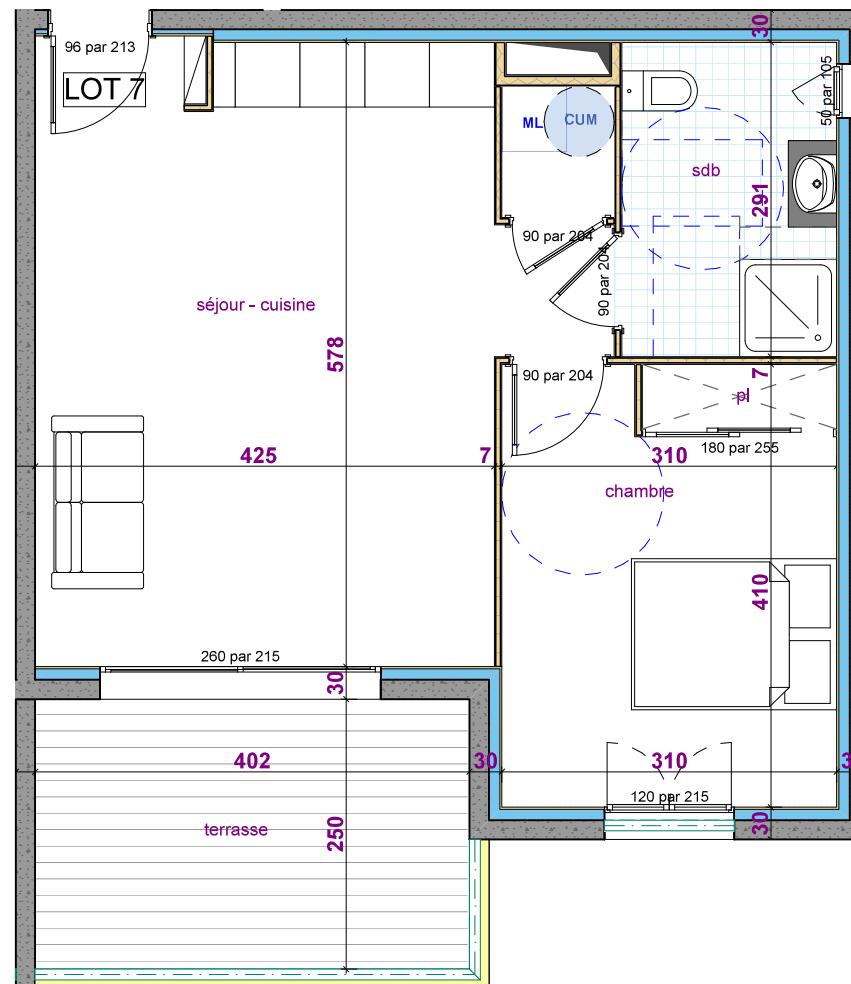 30
96 par 213
LOT 7
50 par 105
ML
CUM
sdb
291
90 par 204
90 par 204
séjour - cuisine
578
90 par 204
7
pl
180 par 255
425
7
310
chambre
410
260 par 215
30
402
30
310
3
120 par 215
30
terrasse
250